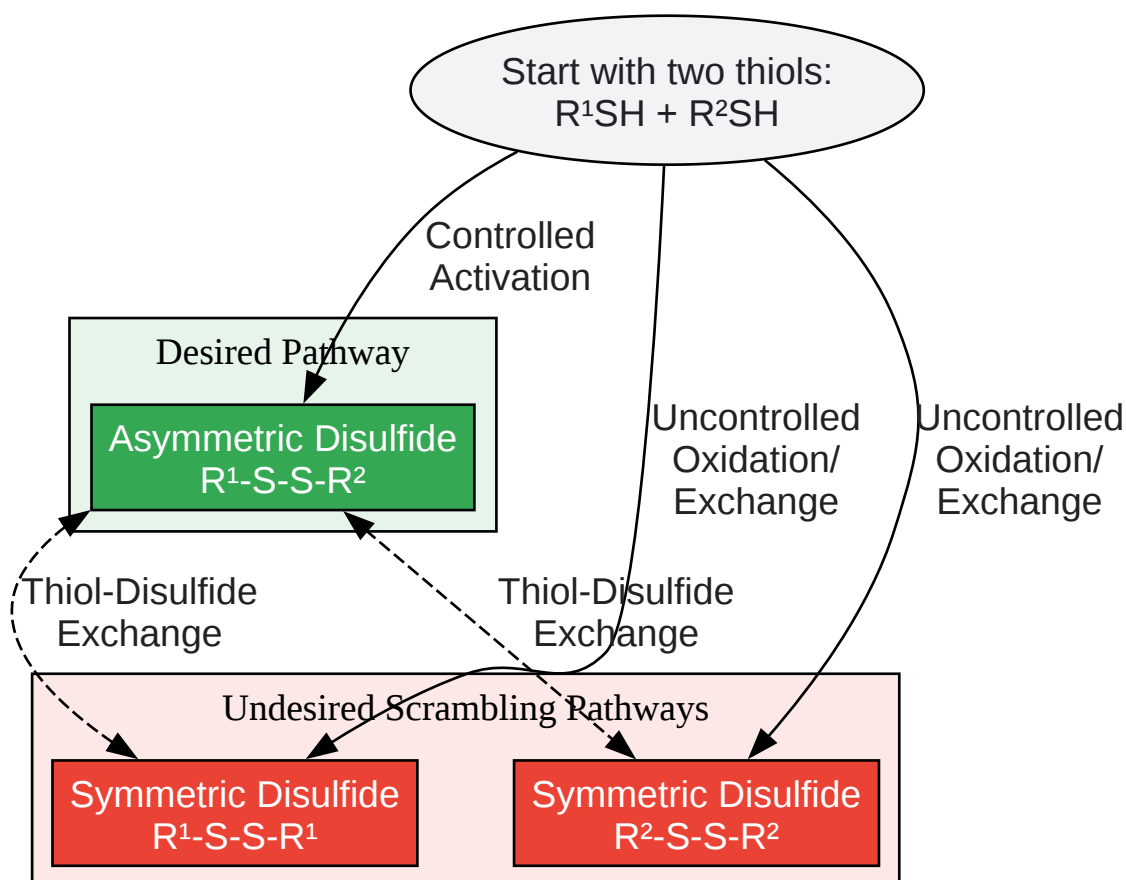 Start with two thiols:
R¹SH + R²SH
Controlled
Activation
Desired Pathway
Asymmetric Disulfide
R¹-S-S-R²
Uncontrolled
Oxidation/
Exchange
Uncontrolled
Oxidation/
Exchange
Thiol-Disulfide
Exchange
Thiol-Disulfide
Exchange
Undesired Scrambling Pathways
Symmetric Disulfide
R¹-S-S-R¹
Symmetric Disulfide
R²-S-S-R²